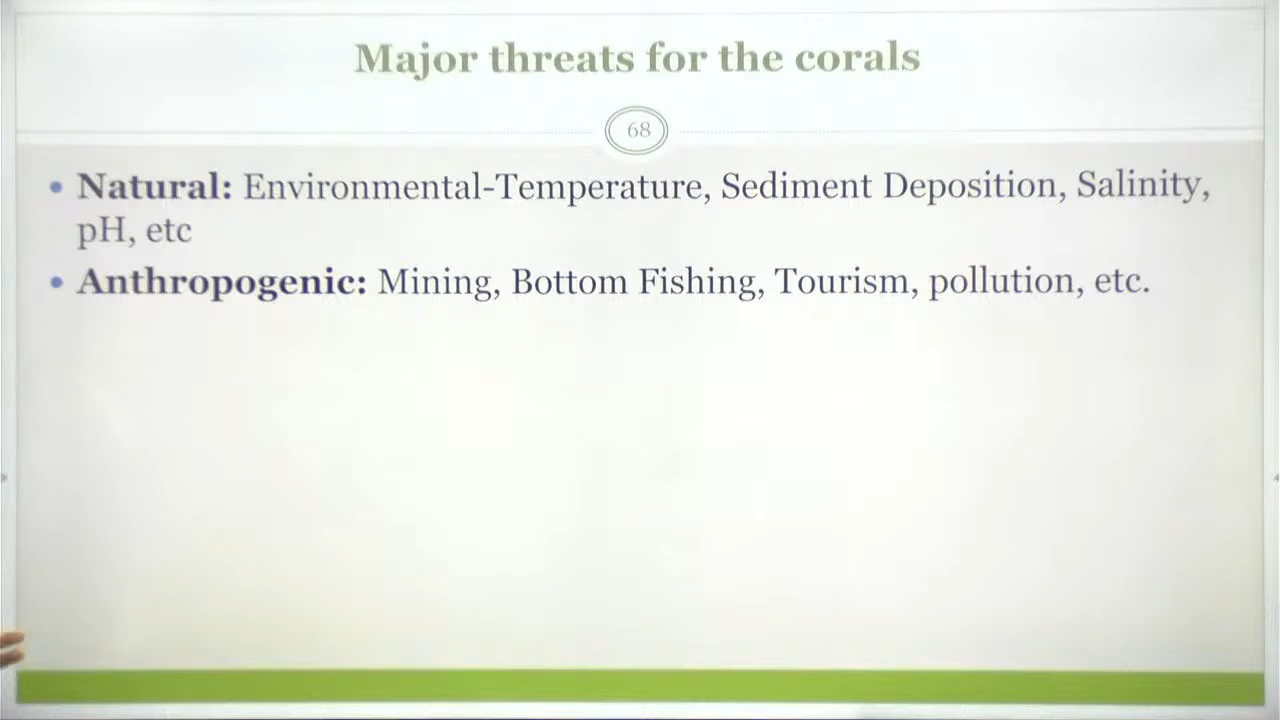 Major threats for the corals
68
• Natural: Environmental-Temperature, Sediment Deposition, Salinity,
pH, etc
• Anthropogenic: Mining, Bottom Fishing, Tourism, pollution, etc.